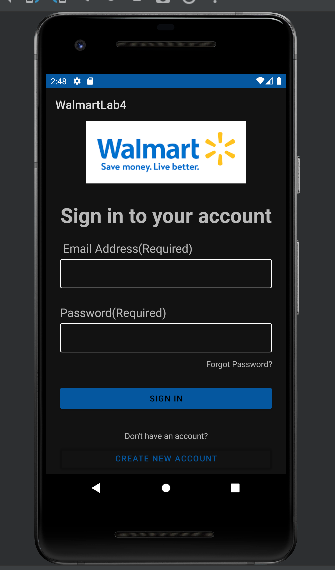 2:48
WalmartLab4
Walmart
Save money. Live better.
Sign in to your account
Email Address(Required)
Password(Required)
Forgot Password?
SIGN IN
Don't have an account?
CREATE NEW ACCOUNT